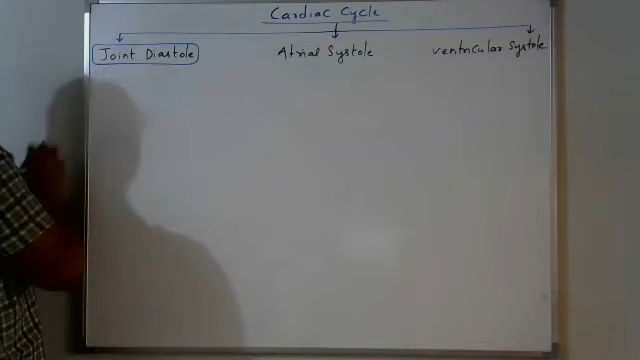 Cardiac Cycle
Joint Diastole
Atrial Systole
ventricular Systole